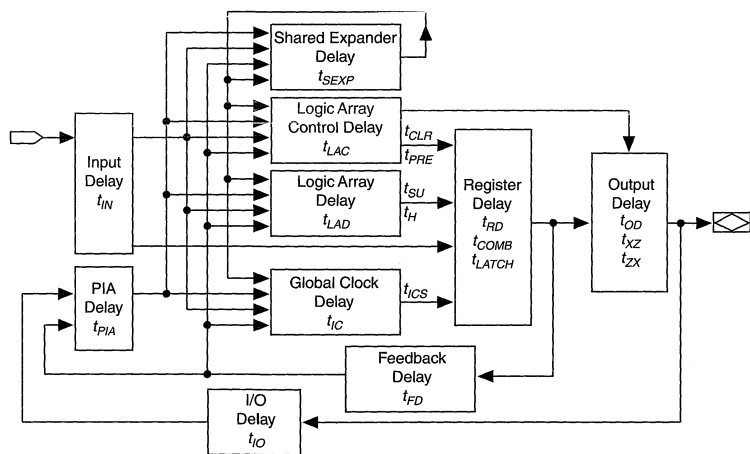 Shared Expander
Delay
tSEXP
Logic Array
Control Delay
tLAC
tCLR
tPRE
Input
Delay
tIN
Logic Array
Delay
tLAD
tSU
tH
Register
Delay
tRD
tCOMB
tLATCH
Output
Delay
tOD
tXZ
tZX
PIA
Delay
tPIA
Global Clock
Delay
tIC
tICS
Feedback
Delay
tFD
I/O
Delay
tIO